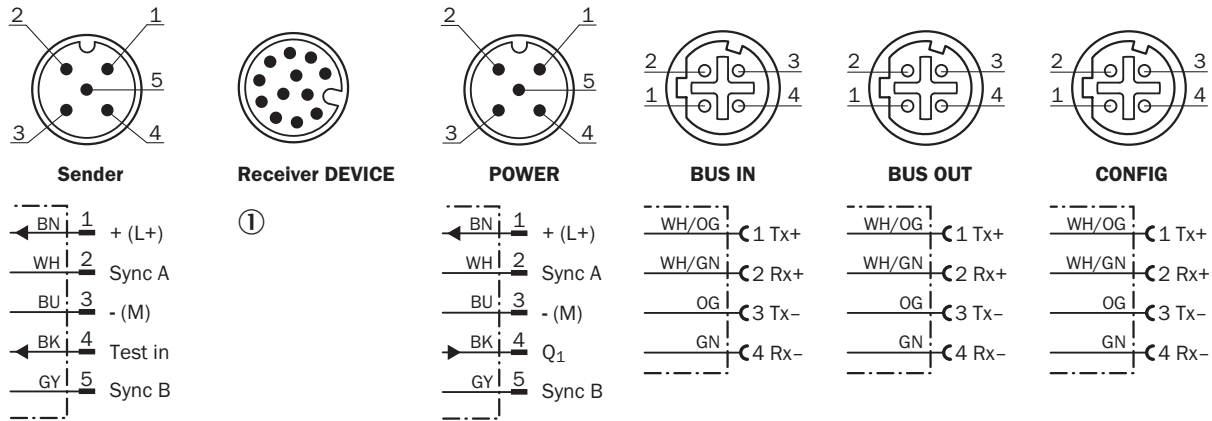 2 1
5
3 4
Sender
BN 1 + (L+)
WH 2 Sync A
BU 3 - (M)
BK 4 Test in
GY 5 Sync B
Receiver DEVICE
①
2 1
5
3 4
POWER
BN 1 + (L+)
WH 2 Sync A
BU 3 - (M)
BK 4 Q1
GY 5 Sync B
2 3
1 4
BUS IN
WH/OG 1 Tx+
WH/GN 2 Rx+
OG 3 Tx–
GN 4 Rx–
2 3
1 4
BUS OUT
WH/OG 1 Tx+
WH/GN 2 Rx+
OG 3 Tx–
GN 4 Rx–
2 3
1 4
CONFIG
WH/OG 1 Tx+
WH/GN 2 Rx+
OG 3 Tx–
GN 4 Rx–